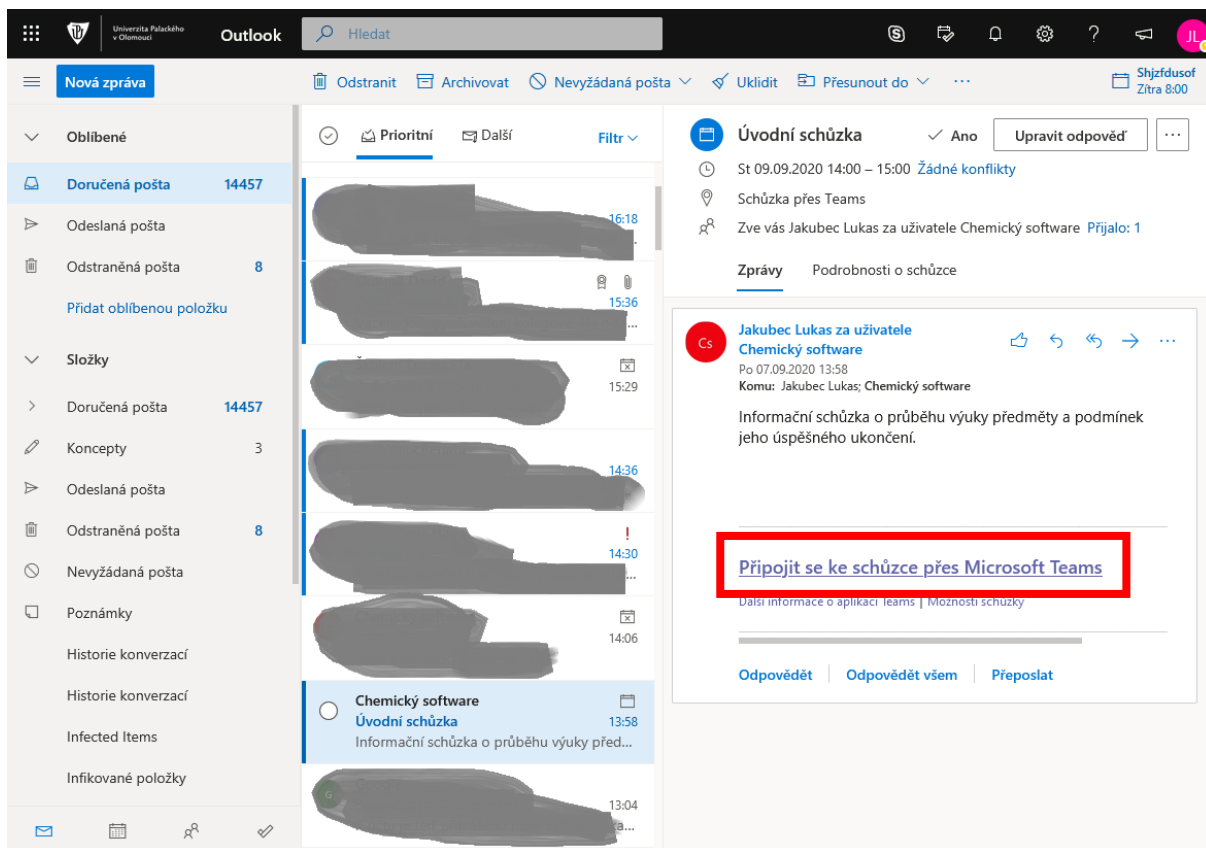 Univerzita Palackého
v Olomouci
Outlook
Hledat
JL
Nová zpráva
Odstranit
Archivovat
Nevyžádaná pošta
Uklidit
Přesunout do
Shjzfdusof
Zítra 8:00
Oblíbené
Doručená pošta 14457
Odeslaná pošta
Odstraněná pošta 8
Přidat oblíbenou položku
Složky
Doručená pošta 14457
Koncepty 3
Odeslaná pošta
Odstraněná pošta 8
Nevyžádaná pošta
Poznámky
Historie konverzací
Historie konverzací
Infected Items
Infikované položky
Prioritní
Další
Filtr
16:18
15:36
15:29
14:36
14:30
14:06
Chemický software
Úvodní schůzka 13:58
Informační schůzka o průběhu výuky před...
13:04
Úvodní schůzka
Ano
Upravit odpověď
St 09.09.2020 14:00 – 15:00 Žádné konflikty
Schůzka přes Teams
Zve vás Jakubec Lukas za uživatele Chemický software Přijalo: 1
Zprávy
Podrobnosti o schůzce
Cs
Jakubec Lukas za uživatele
Chemický software
Po 07.09.2020 13:58
Komu: Jakubec Lukas; Chemický software
Informační schůzka o průběhu výuky předměty a podmínek
jeho úspěšného ukončení.
Připojit se ke schůzce přes Microsoft Teams
Další informace o aplikaci Teams | Možnosti schůzky
Odpovědět
Odpovědět všem
Přeposlat